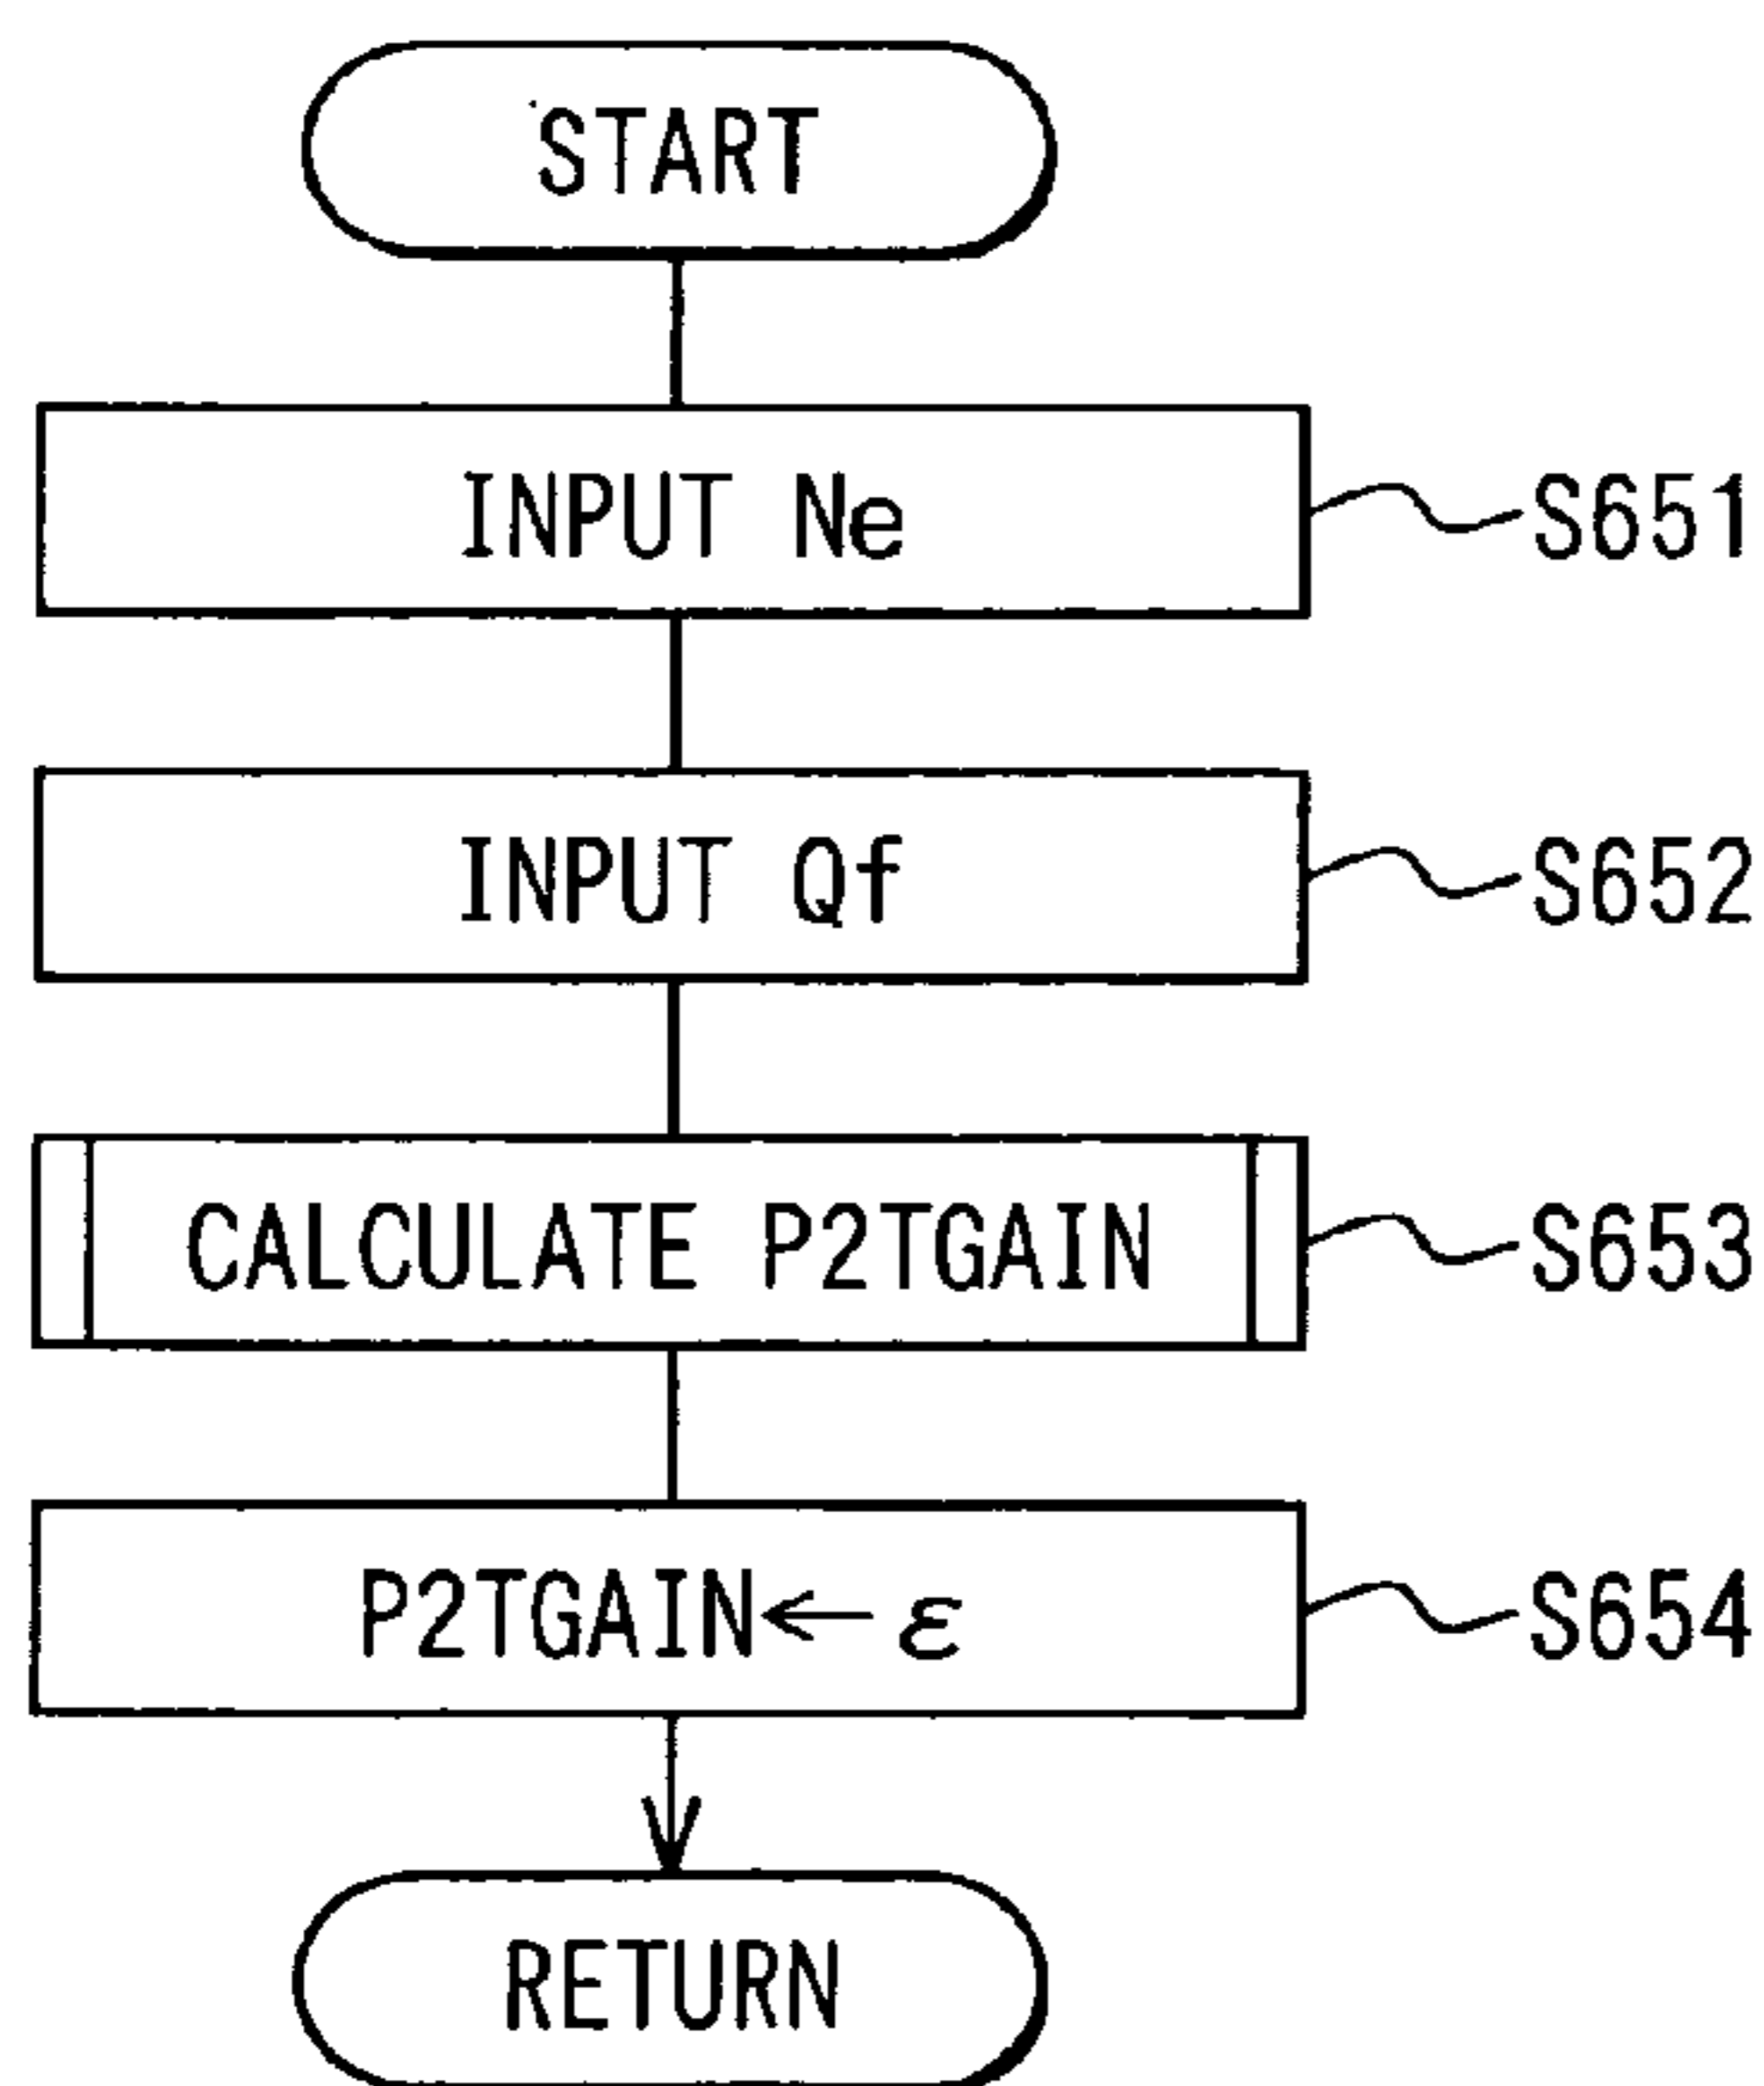 START
INPUT Ne S651
INPUT Qf S652
CALCULATE P2TGAIN S653
P2TGAIN ← ε S654
RETURN